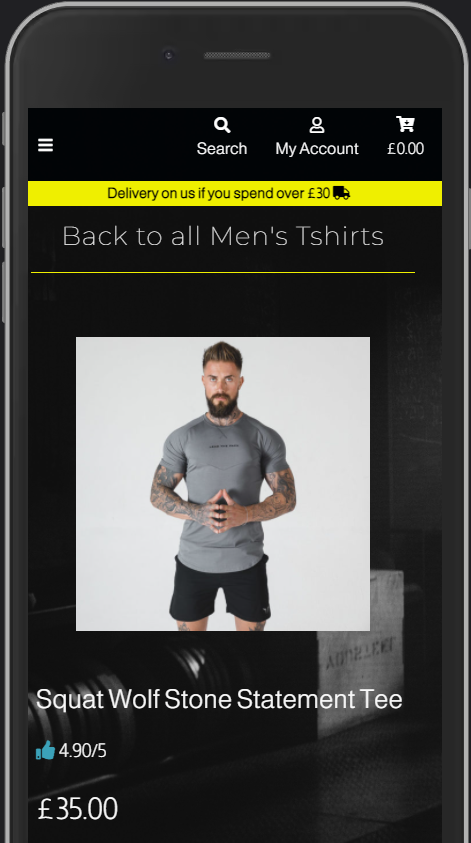 Search
My Account
£0.00
Delivery on us if you spend over £30
Back to all Men's Tshirts
Squat Wolf Stone Statement Tee
4.90/5
£35.00